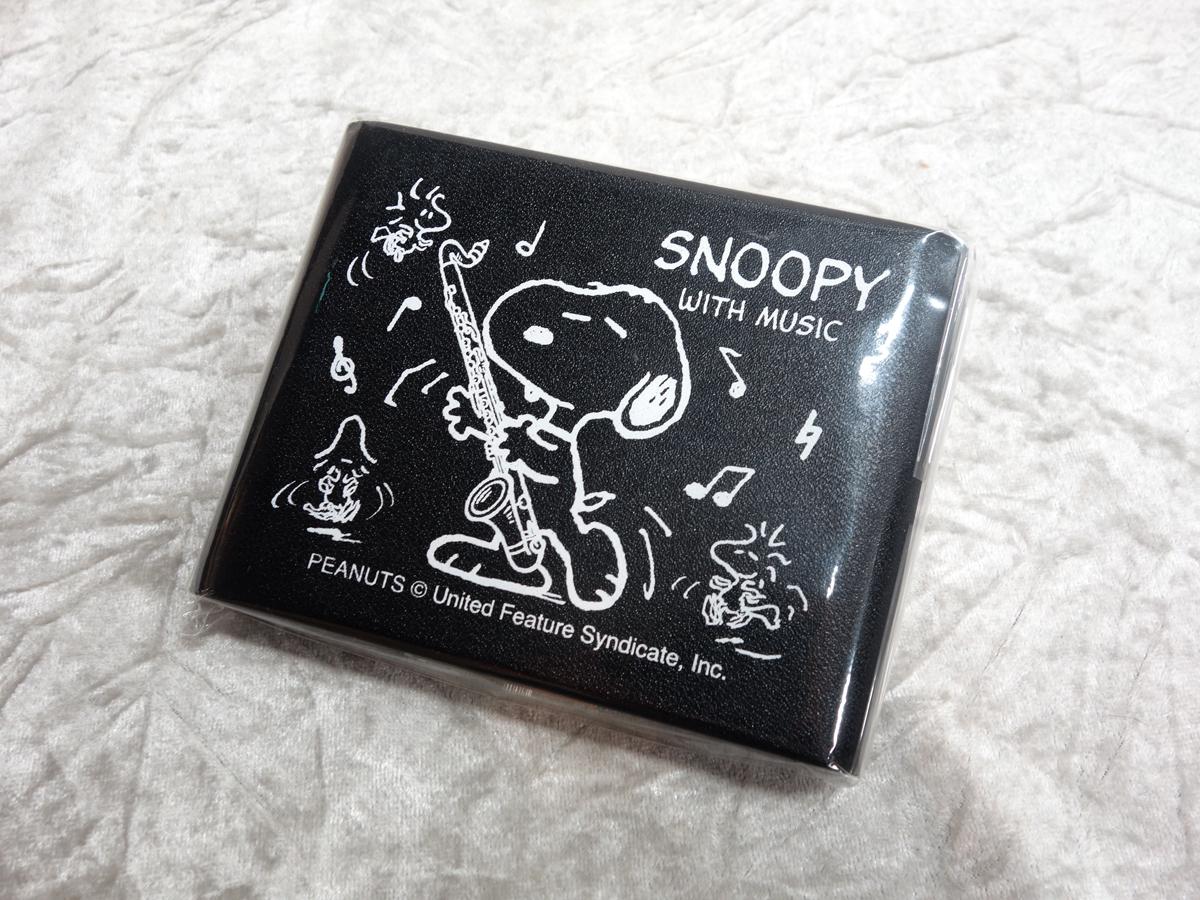 SNOOPY
WITH MUSIC
PEANUTS © United Feature Syndicate, Inc.